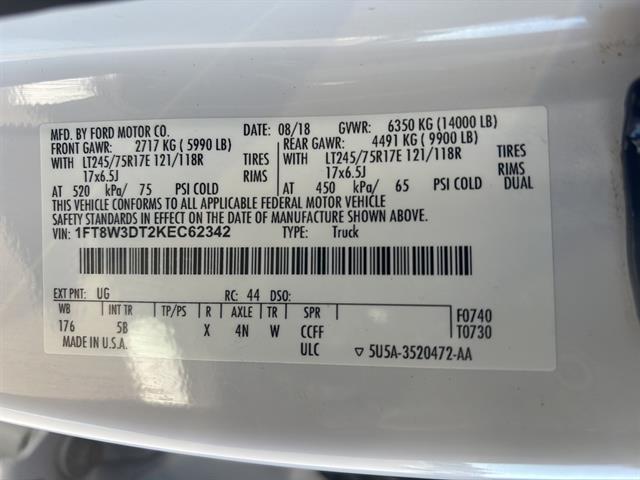 MFD. BY FORD MOTOR CO. DATE: 08/18 GVWR: 6350 KG (14000 LB)
FRONT GAWR: 2717 KG ( 5990 LB) REAR GAWR: 4491 KG ( 9900 LB)
WITH LT245/75R17E 121/118R TIRES WITH LT245/75R17E 121/118R TIRES
17x6.5J RIMS 17x6.5J RIMS
AT 520 kPa/ 75 PSI COLD AT 450 kPa/ 65 PSI COLD DUAL
THIS VEHICLE CONFORMS TO ALL APPLICABLE FEDERAL MOTOR VEHICLE
SAFETY STANDARDS IN EFFECT ON THE DATE OF MANUFACTURE SHOWN ABOVE.
VIN: 1FT8W3DT2KEC62342 TYPE: Truck
EXT PNT: UG RC: 44 DSO:
WB INT TR TP/PS R AXLE TR SPR F0740
176 5B X 4N W CCFF T0730
MADE IN U.S.A. ULC ▽ 5U5A-3520472-AA